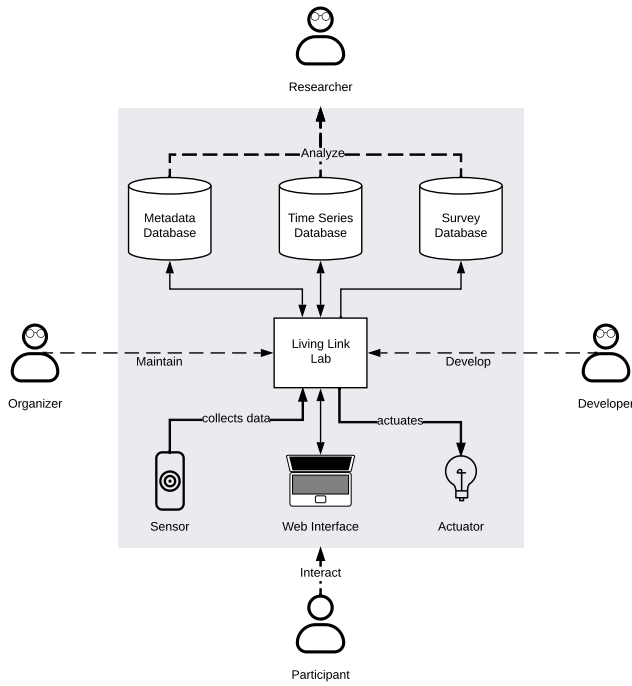 Researcher
Analyze
Metadata
Database
Time Series
Database
Survey
Database
Living Link
Lab
Maintain
Develop
Organizer
Developer
collects data
actuates
Sensor
Web Interface
Actuator
Interact
Participant